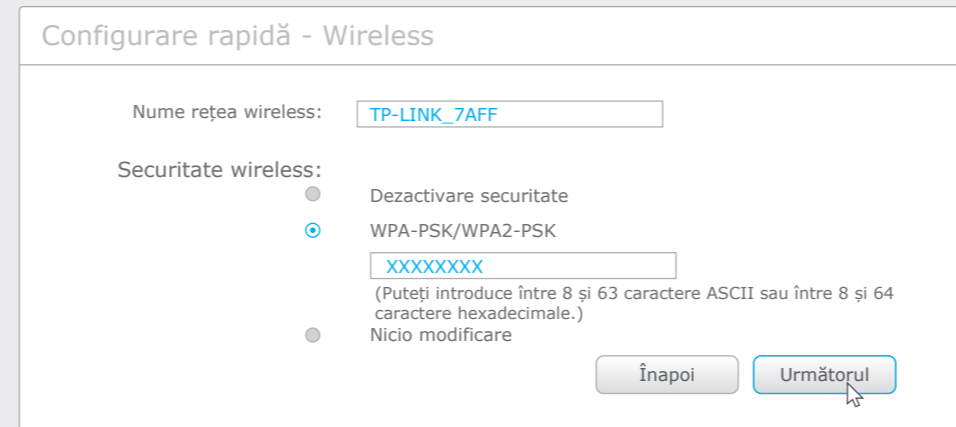 Configurare rapidă - Wireless
Nume rețea wireless: TP-LINK_7AFF
Securitate wireless:
Dezactivare securitate
WPA-PSK/WPA2-PSK
XXXXXXXX
(Puteți introduce între 8 și 63 caractere ASCII sau între 8 și 64
caractere hexadecimale.)
Nicio modificare
Înapoi Următorul